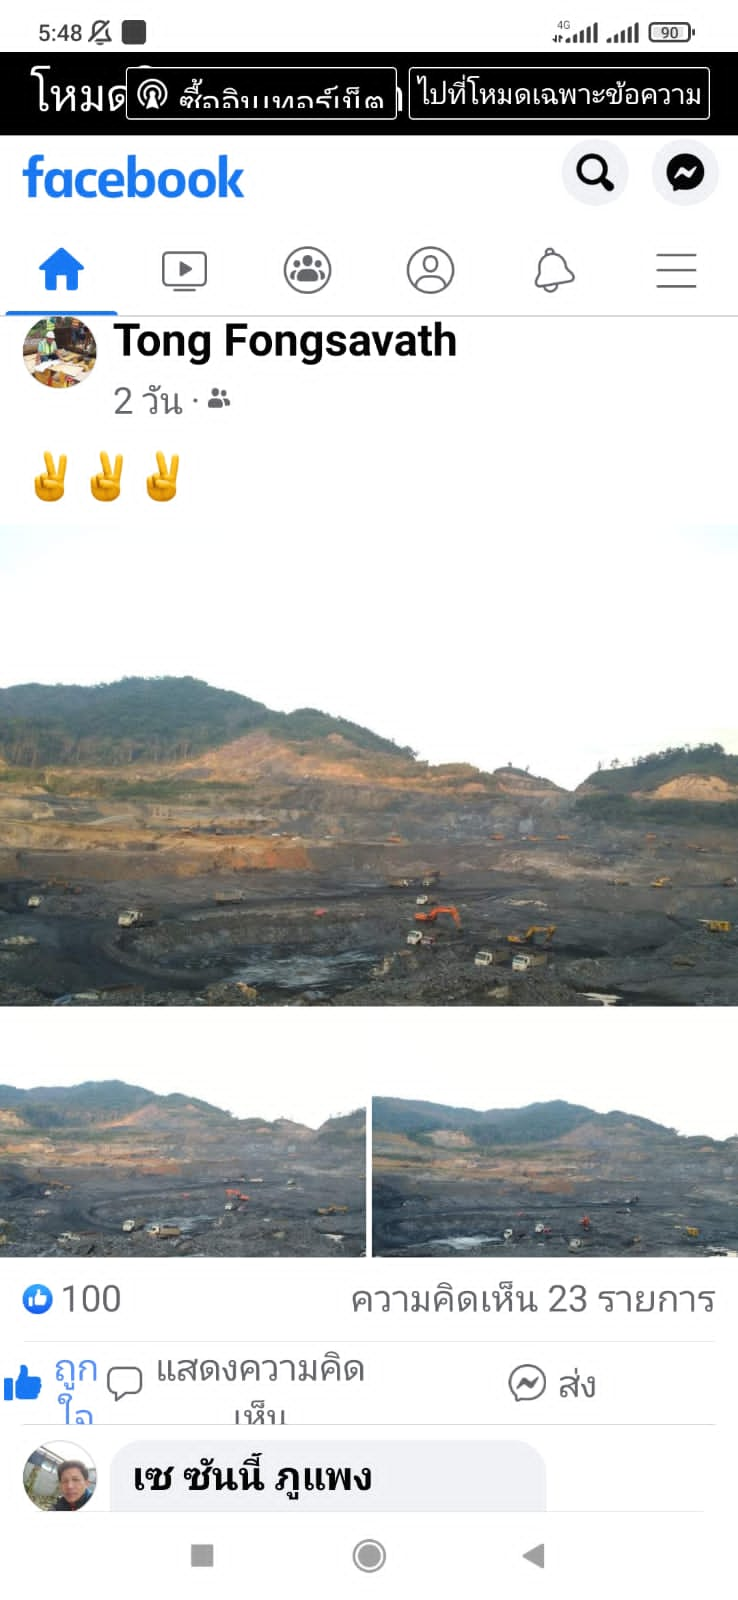 5:48
4G
90
ซื้ออินเทอร์เน็ต
ไปที่โหมดเฉพาะข้อความ
facebook
Tong Fongsavath
2 วัน ·
✌✌✌
100
ความคิดเห็น 23 รายการ
ถูกใจ
แสดงความคิดเห็น
ส่ง
เซ ซันนี้ ภูแพง